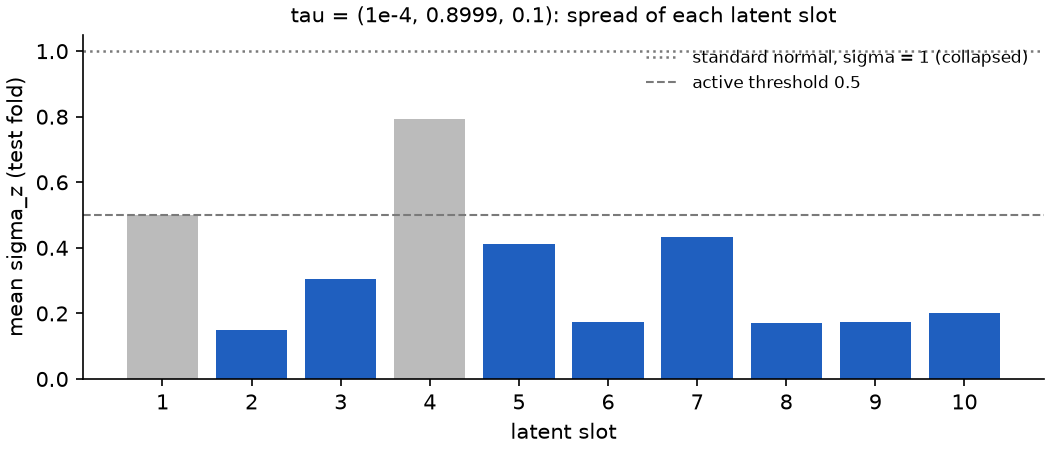 tau = (1e-4, 0.8999, 0.1): spread of each latent slot
standard normal, sigma = 1 (collapsed)
active threshold 0.5
mean sigma_z (test fold)
1.0
0.8
0.6
0.4
0.2
0.0
1 2 3 4 5 6 7 8 9 10
latent slot